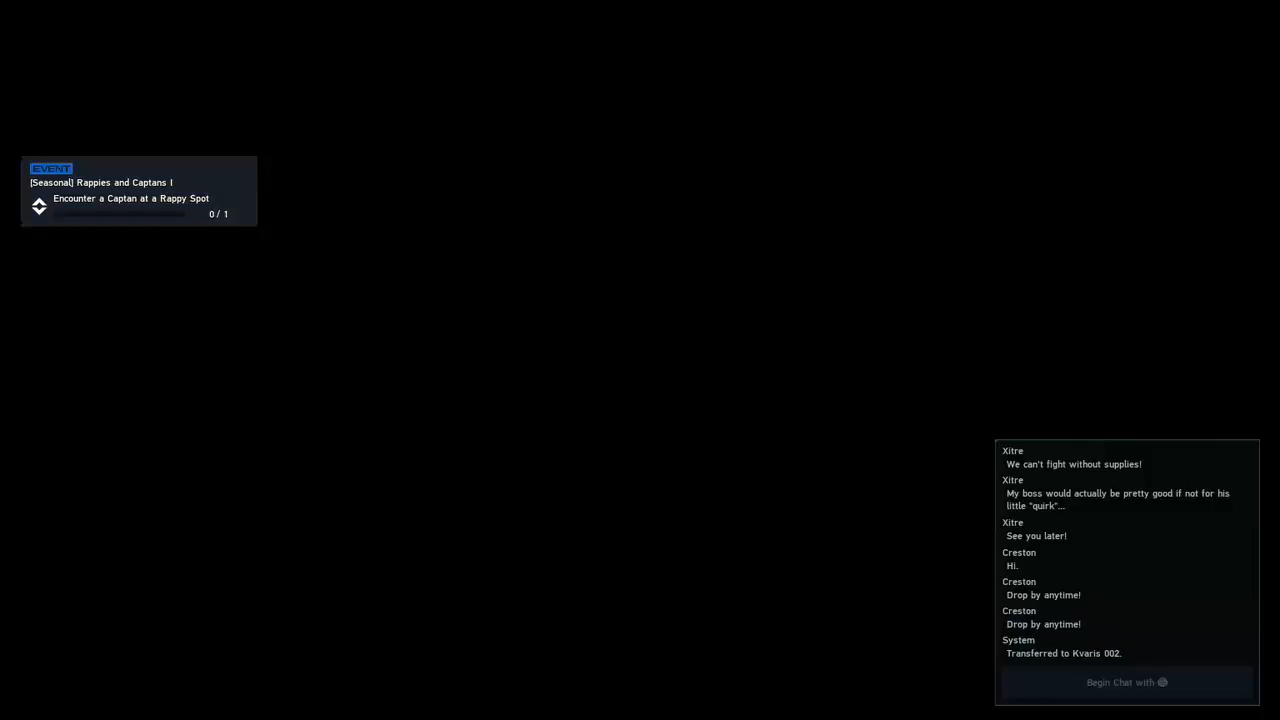 EVENT
[Seasonal] Rappies and Captans I
Encounter a Captan at a Rappy Spot
0 / 1
Xitre
We can't fight without supplies!
Xitre
My boss would actually be pretty good if not for his
little "quirk"...
Xitre
See you later!
Creston
Hi.
Creston
Drop by anytime!
Creston
Drop by anytime!
System
Transferred to Kvaris 002.
Begin Chat with